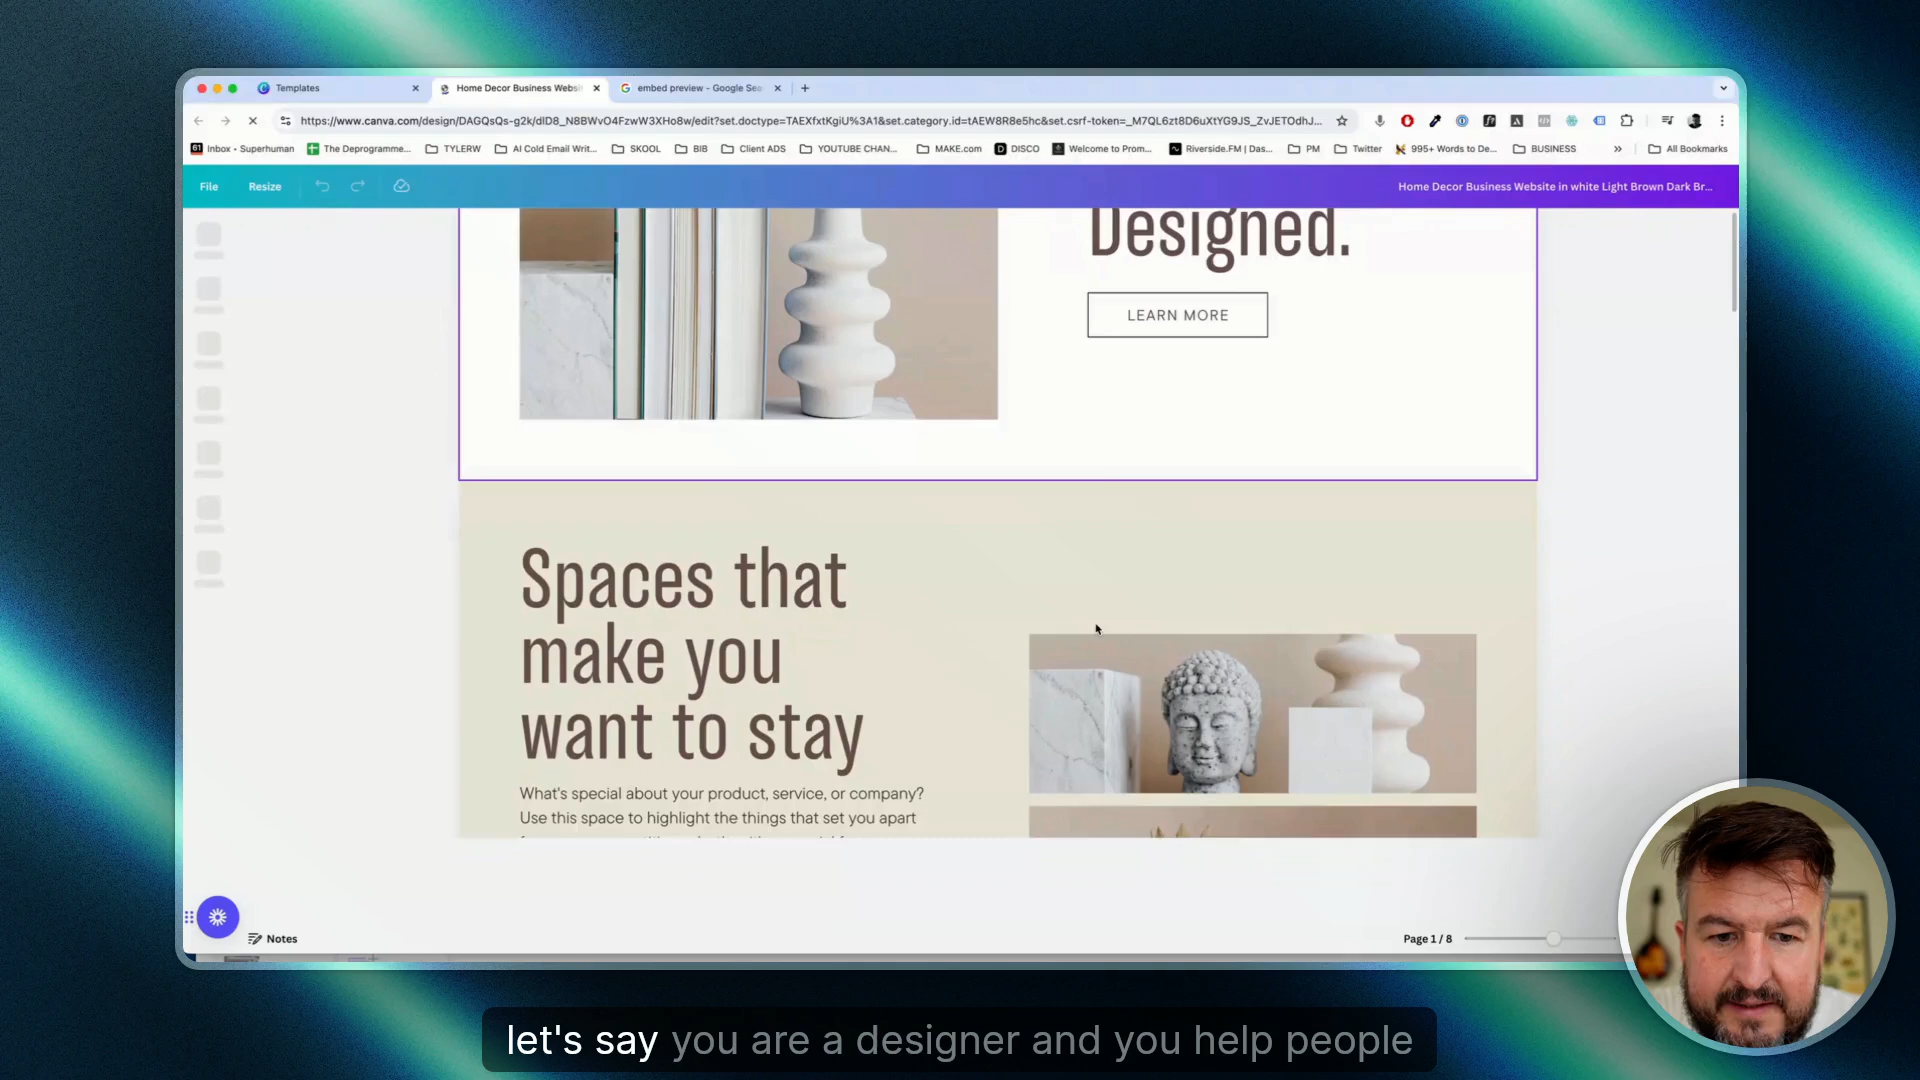 Templates
Home Decor Business Websi
embed preview - Google Sea
https://www.canva.com/design/DAGQsQs-g2k/dID8_N8BWvO4FzwW3XHo8w/edit?set.doctype=TAEXfxtKgiU%3A1&set.category.id=tAEW8R8e5hc&set.csrf-token=_M7QL6zt8D6uXtYG9JS_ZvJETOdhJ...
Inbox • Superhuman
The Deprogramme...
TYLERW
AI Cold Email Writ...
SKOOL
BIB
Client ADS
YOUTUBE CHAN...
MAKE.com
DISCO
Welcome to Prom...
Riverside.FM | Das...
PM
Twitter
995+ Words to De...
BUSINESS
»
All Bookmarks
File
Resize
Home Decor Business Website in white Light Brown Dark Br...
Designed.
LEARN MORE
Spaces that
make you
want to stay
What's special about your product, service, or company?
Use this space to highlight the things that set you apart
Notes
Page 1 / 8
let's say you are a designer and you help people